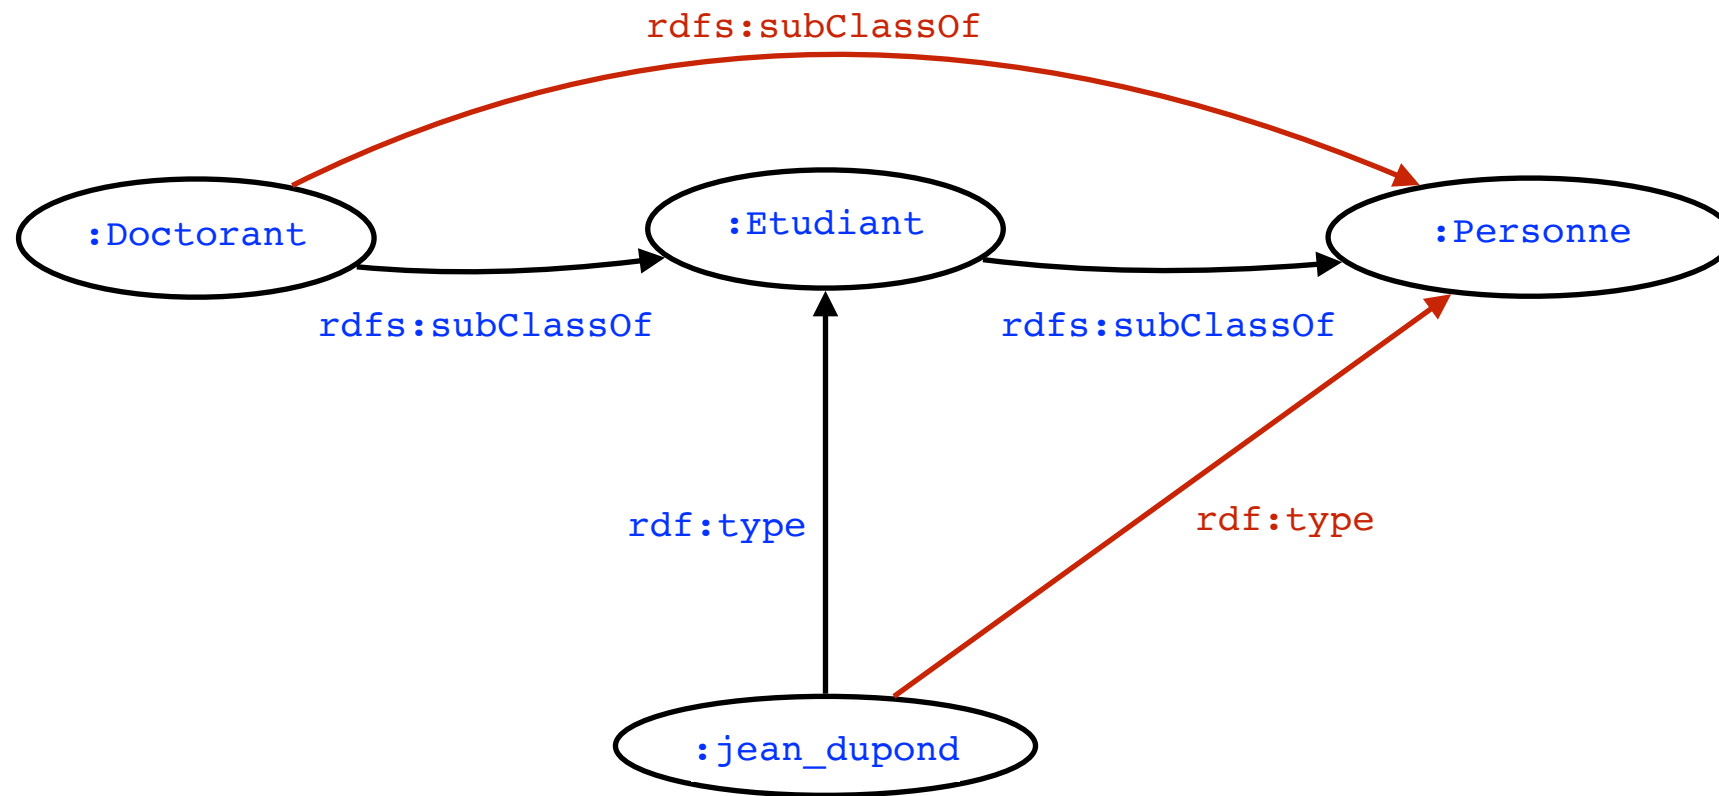 rdfs:subClassOf
:Doctorant
:Etudiant
:Personne
rdfs:subClassOf
rdfs:subClassOf
rdf:type
rdf:type
:jean_dupond